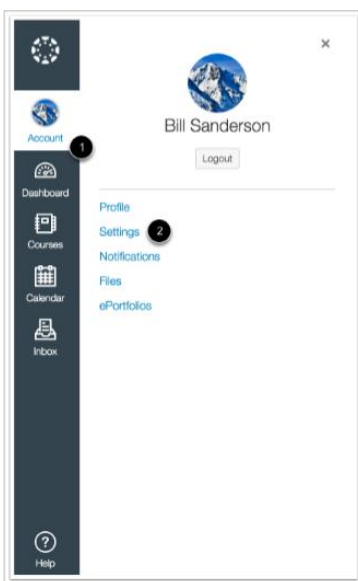 ×
Account
1
Bill Sanderson
Logout
Dashboard
Profile
Settings 2
Courses
Notifications
Files
Calendar
ePortfolios
Inbox
Help